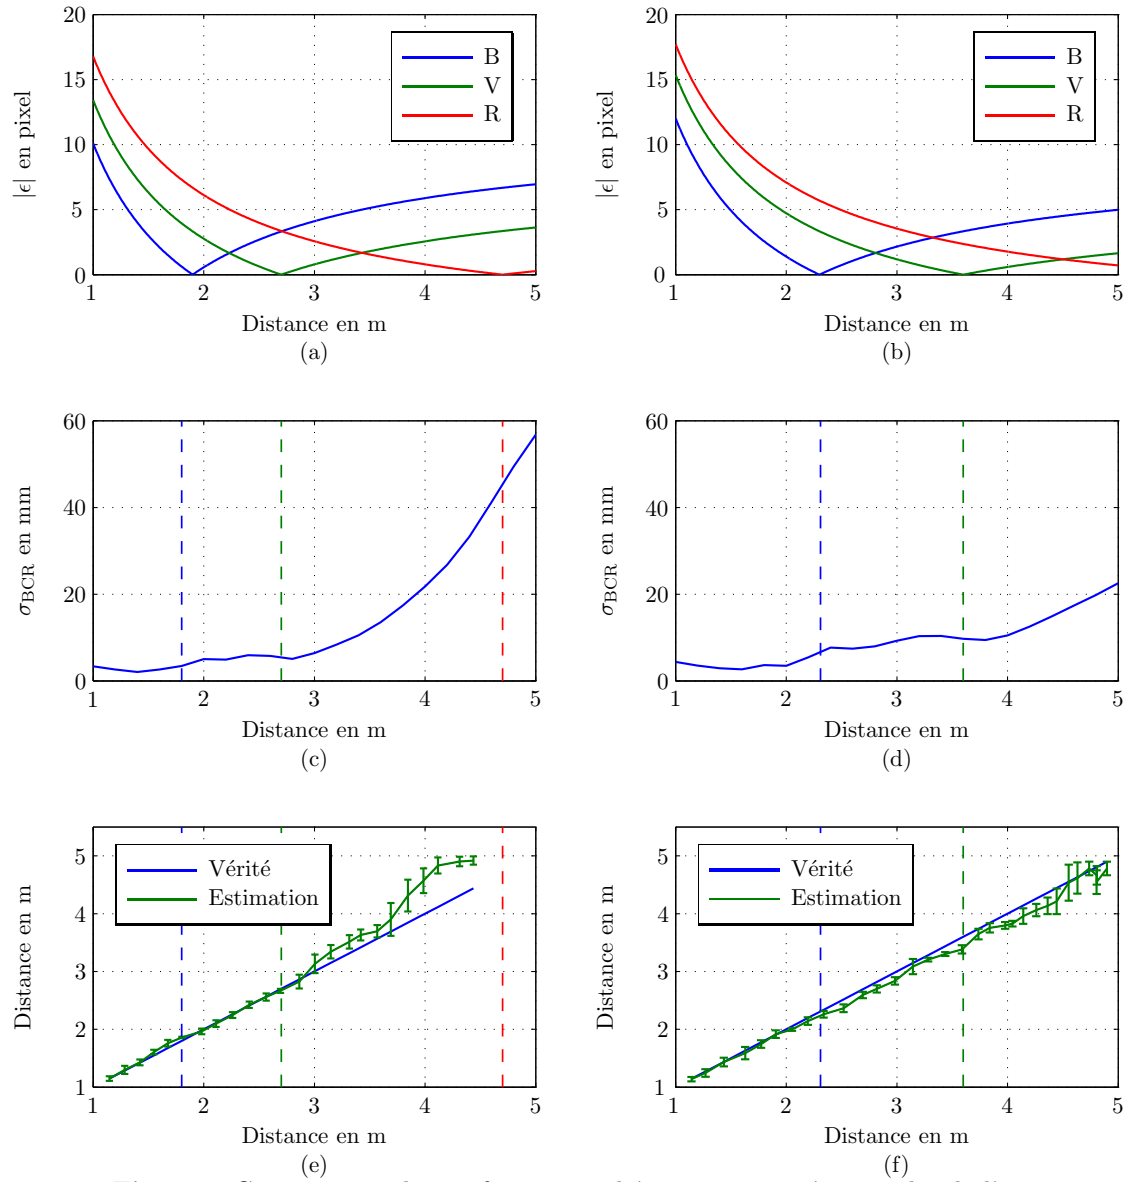 20
15
10
5
0
1 2 3 4 5
|ϵ| en pixel
B
V
R
Distance en m
(a)
20
15
10
5
0
1 2 3 4 5
|ϵ| en pixel
B
V
R
Distance en m
(b)
60
40
20
0
1 2 3 4 5
σBCR en mm
Distance en m
(c)
60
40
20
0
1 2 3 4 5
σBCR en mm
Distance en m
(d)
5
4
3
2
1
1 2 3 4 5
Distance en m
Vérité
Estimation
Distance en m
(e)
5
4
3
2
1
1 2 3 4 5
Distance en m
Vérité
Estimation
Distance en m
(f)